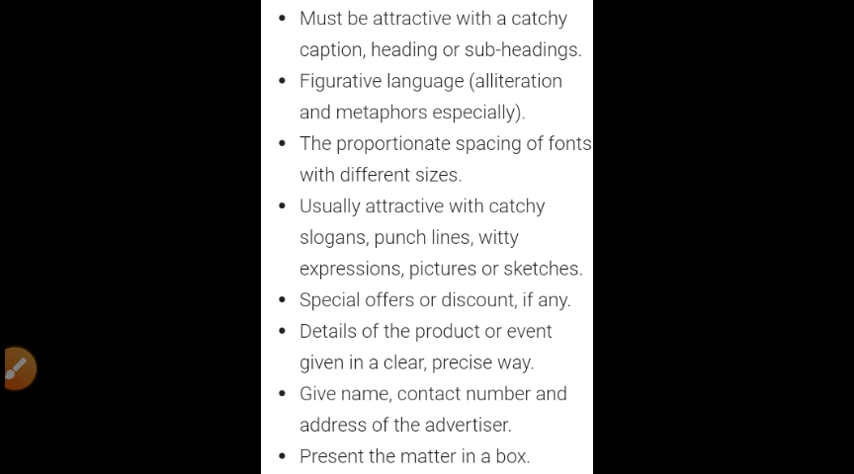 • Must be attractive with a catchy
caption, heading or sub-headings.
• Figurative language (alliteration
and metaphors especially).
• The proportionate spacing of fonts
with different sizes.
• Usually attractive with catchy
slogans, punch lines, witty
expressions, pictures or sketches.
• Special offers or discount, if any.
• Details of the product or event
given in a clear, precise way.
• Give name, contact number and
address of the advertiser.
• Present the matter in a box.